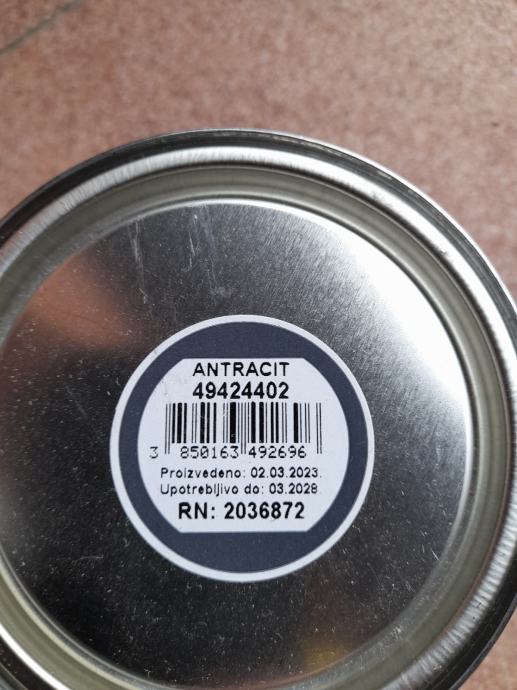 ANTRACIT
49424402
3 850163 492696
Proizvedeno: 02.03.2023.
Upotrebljivo do: 03.2028
RN: 2036872